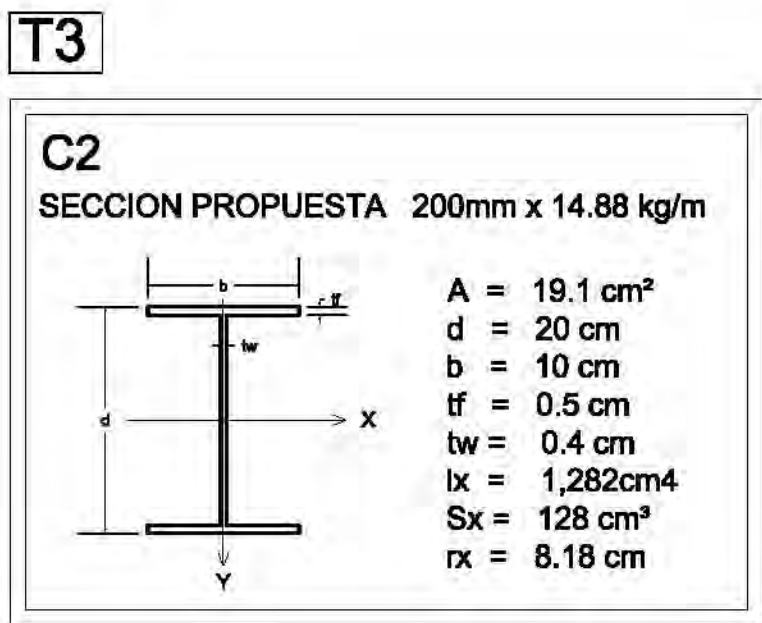 T3
C2
SECCION PROPUESTA 200mm x 14.88 kg/m
b
tf
tw
d
X
Y
A = 19.1 cm²
d = 20 cm
b = 10 cm
tf = 0.5 cm
tw = 0.4 cm
Ix = 1,282cm4
Sx = 128 cm³
rx = 8.18 cm